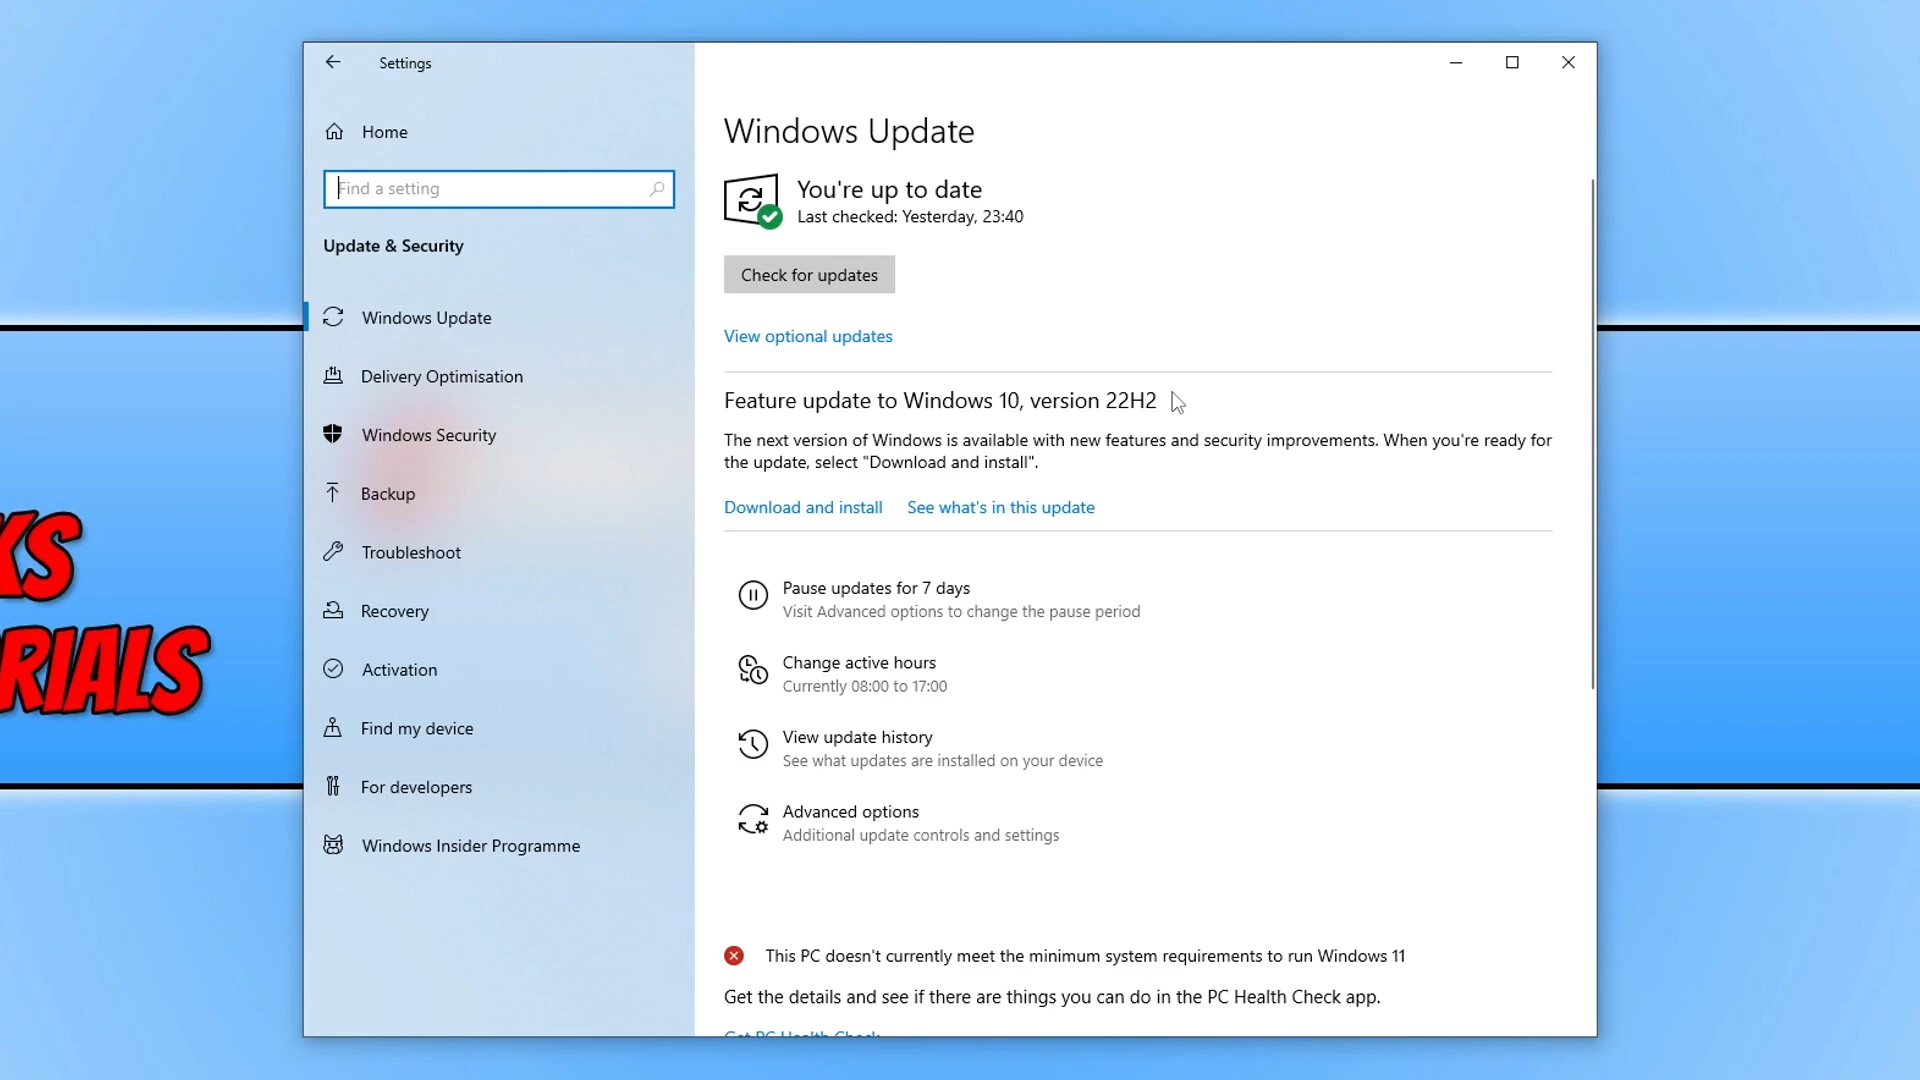 Settings
Home
Find a setting
Update & Security
Windows Update
Delivery Optimisation
Windows Security
Backup
Troubleshoot
Recovery
Activation
Find my device
For developers
Windows Insider Programme
Windows Update
You're up to date
Last checked: Yesterday, 23:40
Check for updates
View optional updates
Feature update to Windows 10, version 22H2
The next version of Windows is available with new features and security improvements. When you're ready for
the update, select "Download and install".
Download and install See what's in this update
Pause updates for 7 days
Visit Advanced options to change the pause period
Change active hours
Currently 08:00 to 17:00
View update history
See what updates are installed on your device
Advanced options
Additional update controls and settings
This PC doesn't currently meet the minimum system requirements to run Windows 11
Get the details and see if there are things you can do in the PC Health Check app.
Get PC Health Check
KS
RIALS